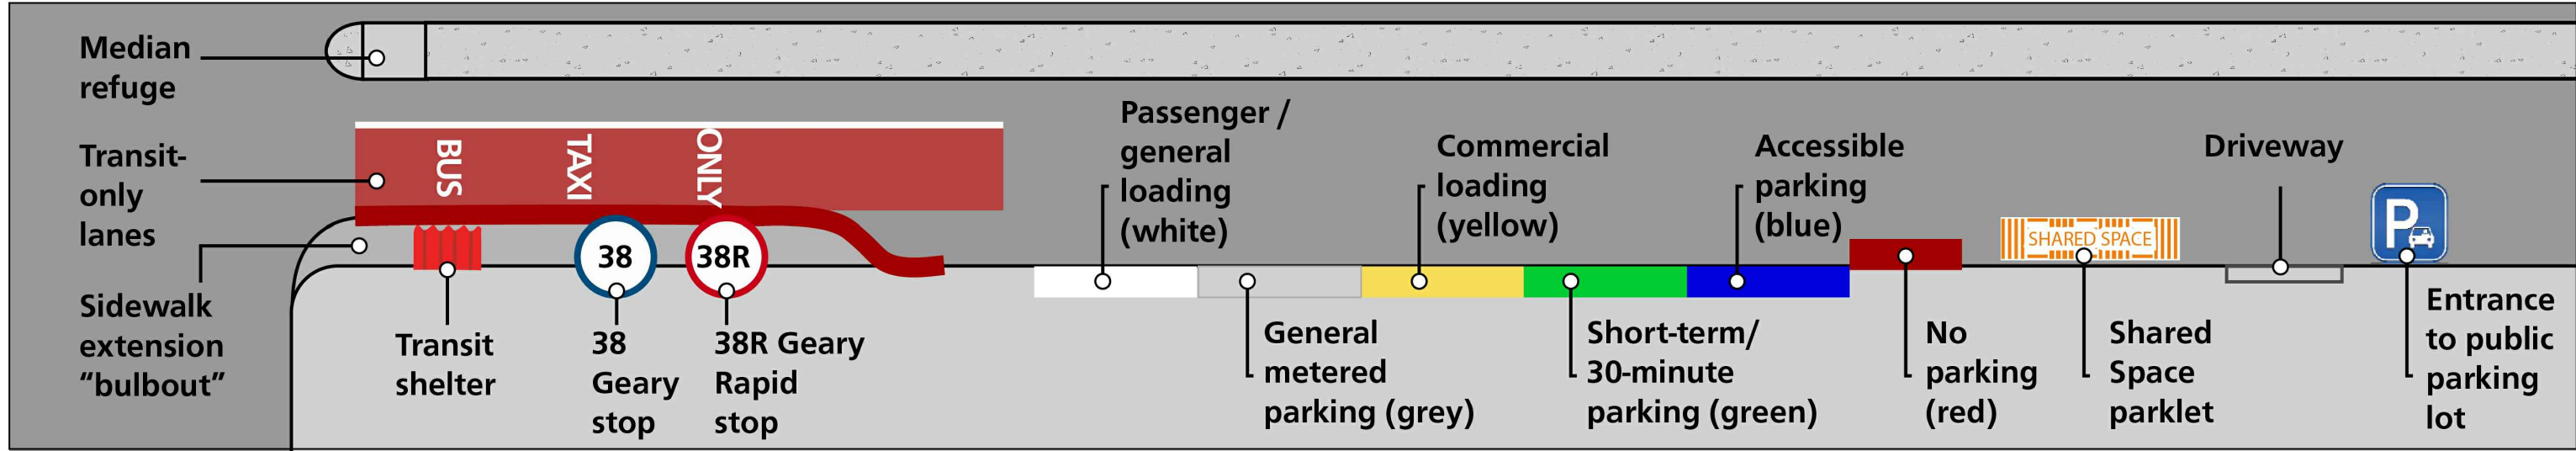 Median
refuge
Transit-
only
lanes
Sidewalk
extension
“bulbout”
BUS
TAXI
ONLY
Transit
shelter
38
38
Geary
stop
38R
38R Geary
Rapid
stop
Passenger /
general
loading
(white)
General
metered
parking (grey)
Commercial
loading
(yellow)
Short-term/
30-minute
parking (green)
Accessible
parking
(blue)
No
parking
(red)
SHARED SPACE
Shared
Space
parklet
Driveway
P
Entrance
to public
parking
lot